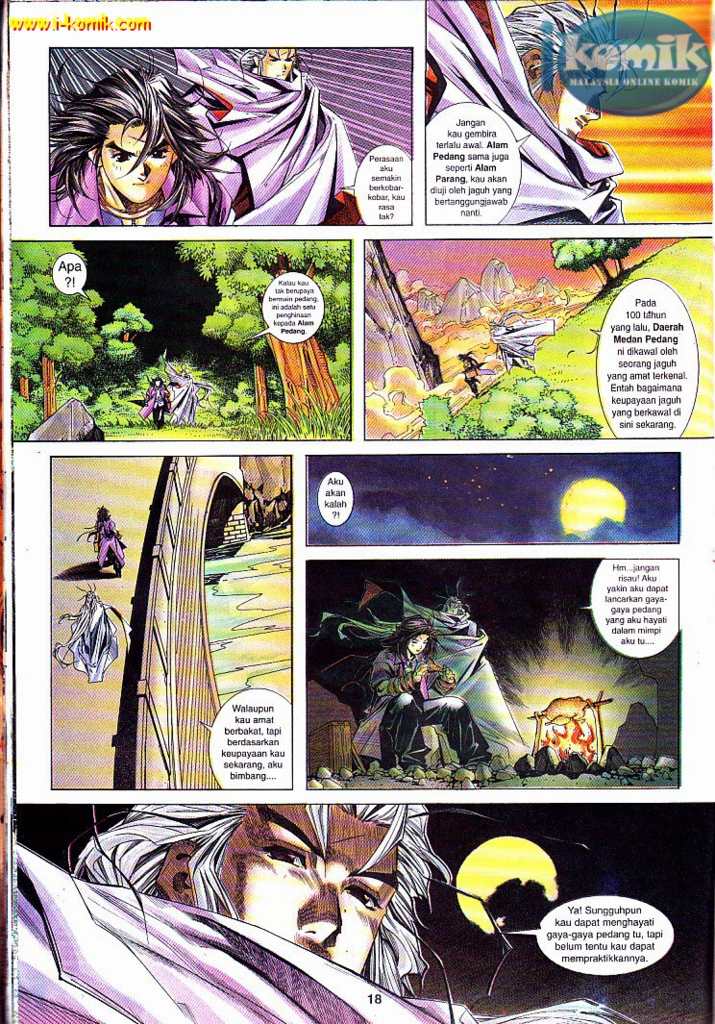 www.i-komik.com
komik
MALAYSIA ONLINE KOMIK
Perasaan
aku
semakin
berkobar-
kobar, kau
rasa
tak?
Jangan
kau gembira
terlalu awal. Alam
Pedang sama juga
seperti Alam
Parang, kau akan
diuji oleh jaguh yang
bertanggungjawab
nanti.
Apa
?!
Kalau kau
tak berupaya
bermain pedang,
ini adalah satu
penghinaan
kepada Alam
Pedang.
Pada
100 tahun
yang lalu, Daerah
Medan Pedang
ni dikawal oleh
jaguh yang
amat terkenal.
Entah bagaimana
keupayaan jaguh
yang berkawal di
sini sekarang.
Walaupun
kau amat
berbakat, tapi
berdasarkan
keupayaan kau
sekarang, aku
bimbang....
Aku
akan
kalah
?!
Hm...jangan
risau! Aku
yakin aku dapat
lancarkan gaya-
gaya pedang
yang aku hayati
dalam mimpi
aku tu....
Ya! Sungguhpun
kau dapat menghayati
gaya-gaya pedang tu, tapi
belum tentu kau dapat
mempraktikkannya.
18